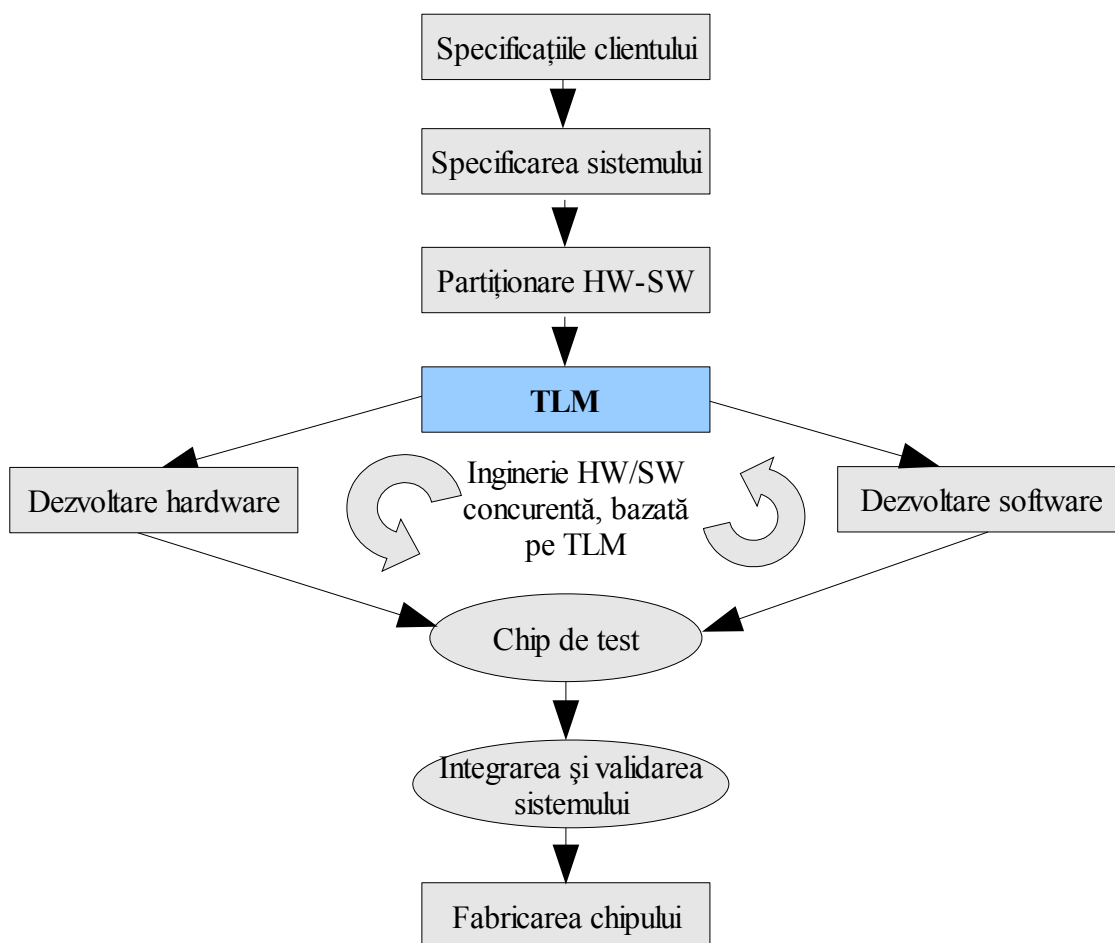 Specificațiile clientului
Specificarea sistemului
Partiționare HW-SW
TLM
Inginerie HW/SW
concurentă, bazată
pe TLM
Dezvoltare hardware
Dezvoltare software
Chip de test
Integrarea şi validarea
sistemului
Fabricarea chipului